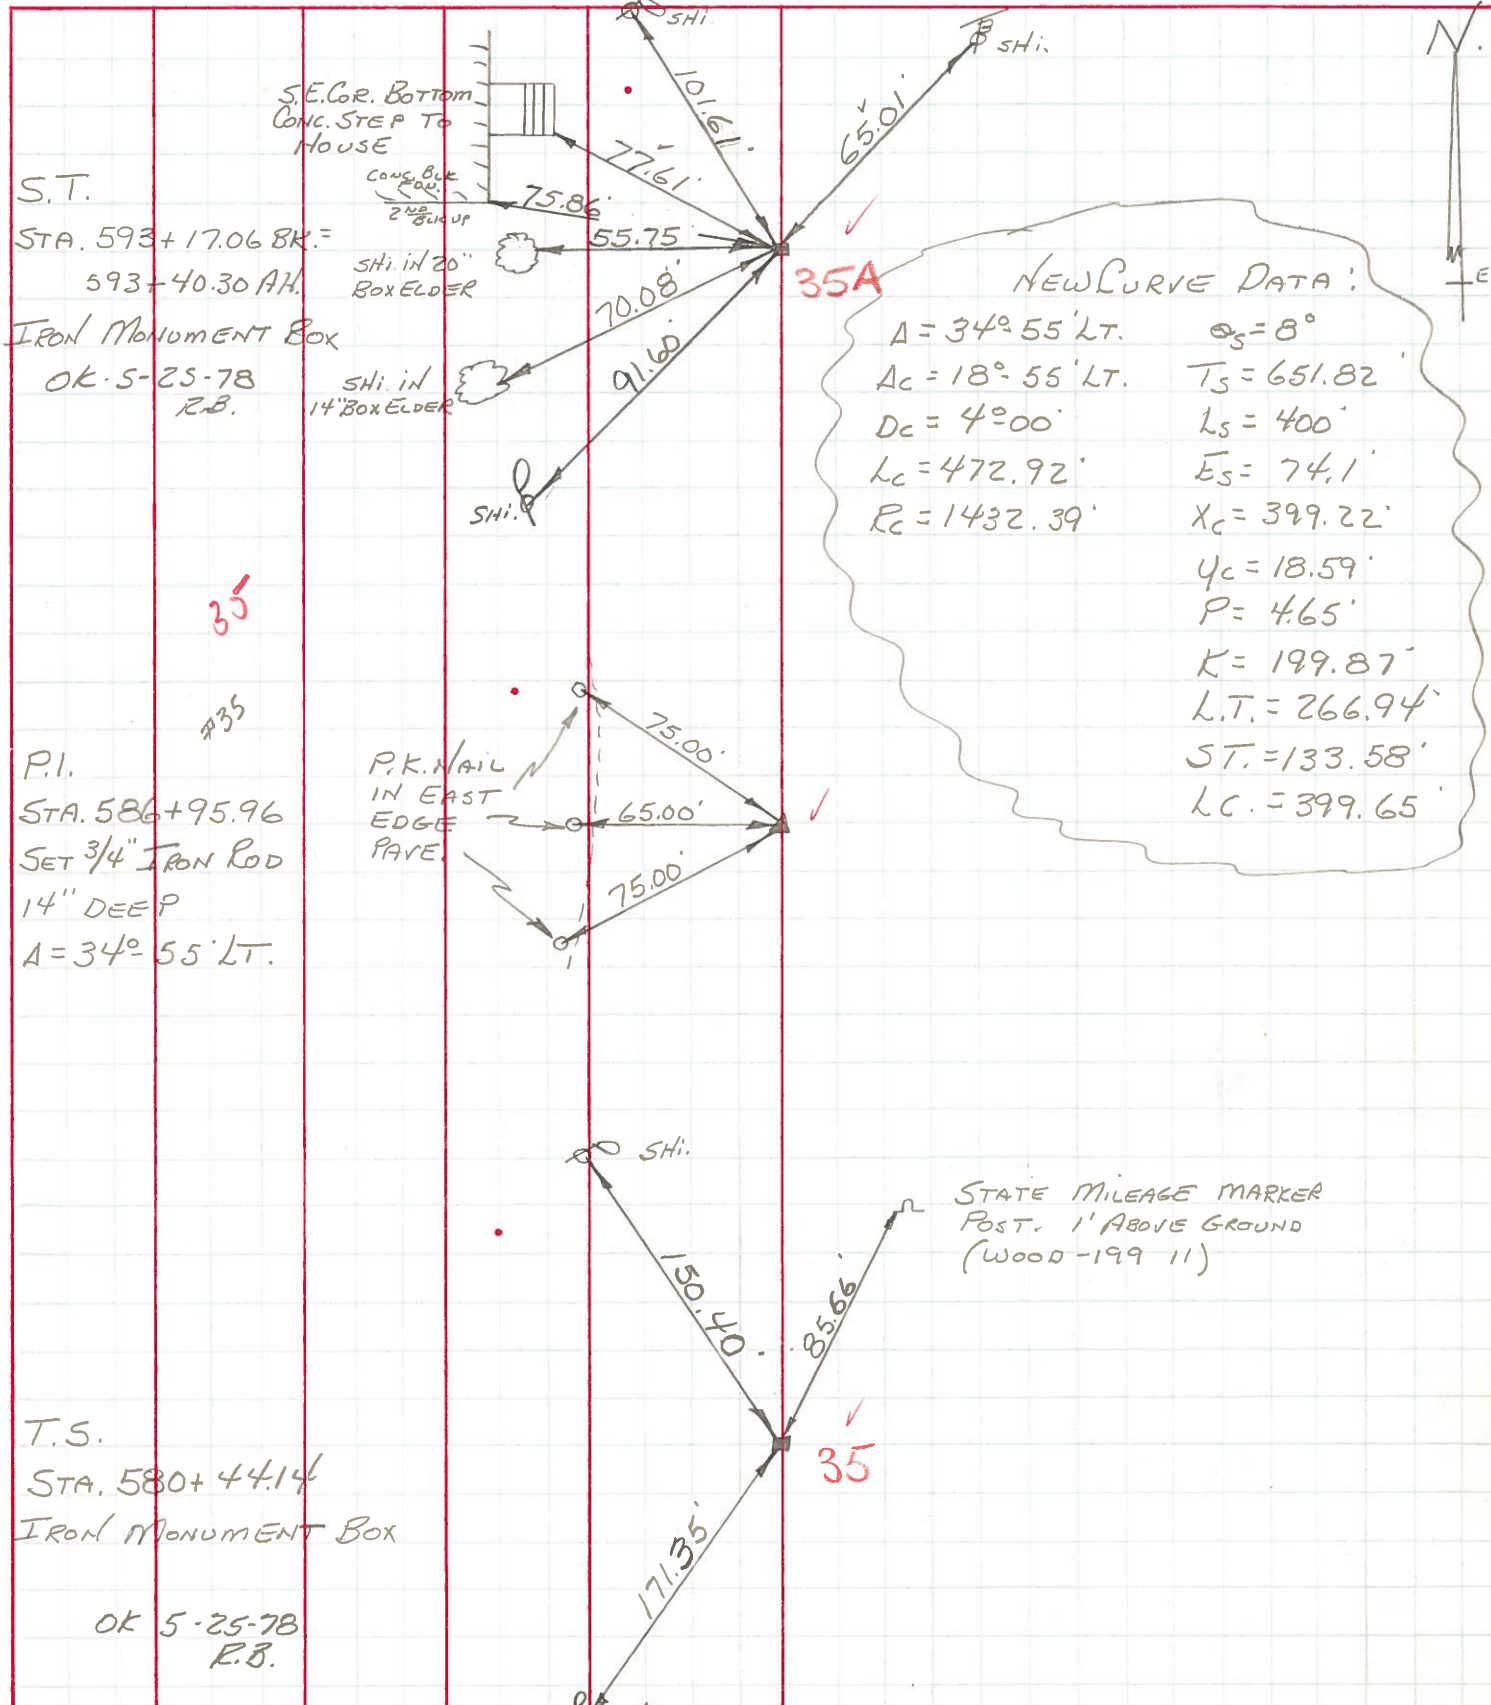 SHi.
SHi.
N.
E
101.61'
65.01'
S.E. COR. BOTTOM
CONC. STEP TO
HOUSE
77.61'
CONC. BLK
FDN.
2ND BLK UP
75.86'
55.75
SHi. IN 20"
BOX ELDER
70.08'
SHi. IN
14" BOX ELDER
91.60'
SHi.
35A
S.T.
STA. 593+17.06 BK.=
593+40.30 AH.
IRON MONUMENT BOX
OK. 5-25-78
R.B.
NEW CURVE DATA:
Δ = 34°-55' LT.
Δc = 18°-55' LT.
Dc = 4°00'
Lc = 472.92'
Rc = 1432.39'
θs = 8°
Ts = 651.82'
Ls = 400'
Es = 74.1'
Xc = 399.22'
Yc = 18.59'
P = 4.65'
K = 199.87'
L.T. = 266.94'
S.T. = 133.58'
LC. = 399.65'
35
#35
P.I.
STA. 586+95.96
SET 3/4" IRON ROD
14" DEEP
Δ = 34°-55' LT.
P.K. NAIL
IN EAST
EDGE
PAVE.
75.00'
65.00'
75.00'
SHi.
STATE MILEAGE MARKER
POST. 1' ABOVE GROUND
(WOOD -199 11)
150.40'
85.66'
35
171.35'
T.S.
STA. 580+44.14
IRON MONUMENT BOX
OK 5-25-78
R.B.